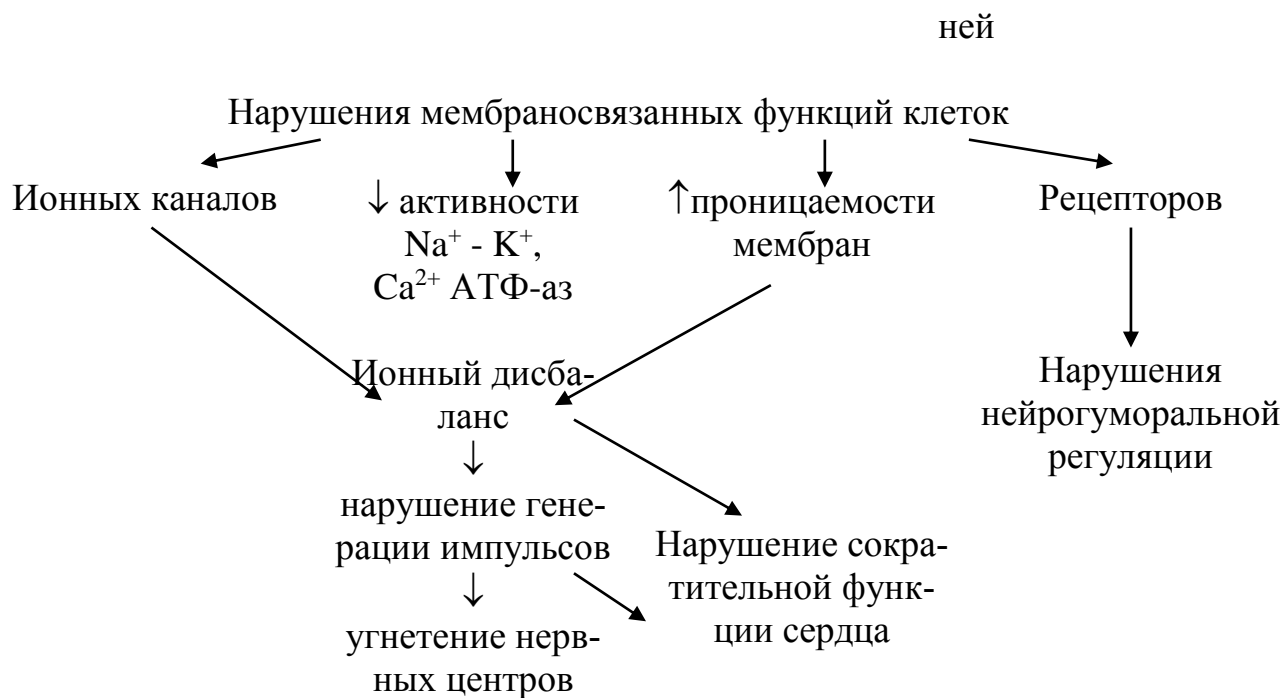 ней
Нарушения мембраносвязанных функций клеток
Ионных каналов
↓ активности
Na⁺ - K⁺,
Ca²⁺ АТФ-аз
↑проницаемости
мембран
Рецепторов
Ионный дисба-
ланс
↓
нарушение гене-
рации импульсов
↓
угнетение нерв-
ных центров
Нарушение сокра-
тительной функ-
ции сердца
Нарушения
нейрогуморальной
регуляции